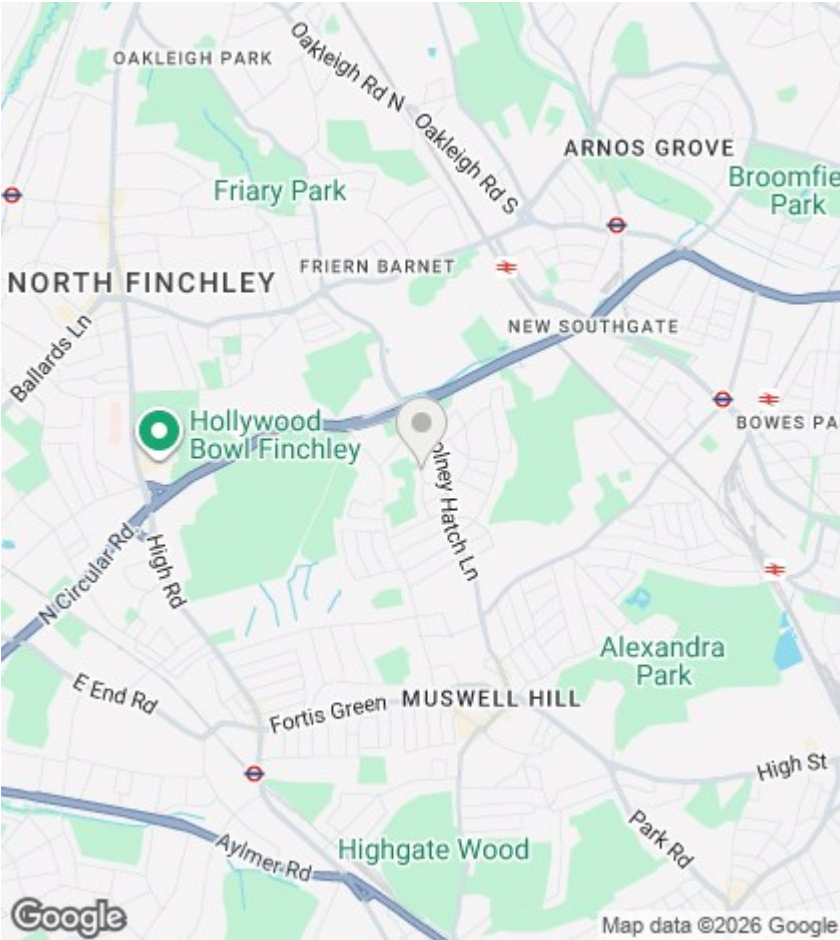 OAKLEIGH PARK
Oakleigh Rd N
Oakleigh Rd S
ARNOS GROVE
Friary Park
Broomfie
Park
NORTH FINCHLEY
FRIERN BARNET
NEW SOUTHGATE
Ballards Ln
Hollywood
Bowl Finchley
BOWES PA
olney Hatch Ln
N Circular Rd
High Rd
Alexandra
Park
E End Rd
Fortis Green
MUSWELL HILL
High St
Park Rd
Aylmer Rd
Highgate Wood
Google
Map data ©2026 Google